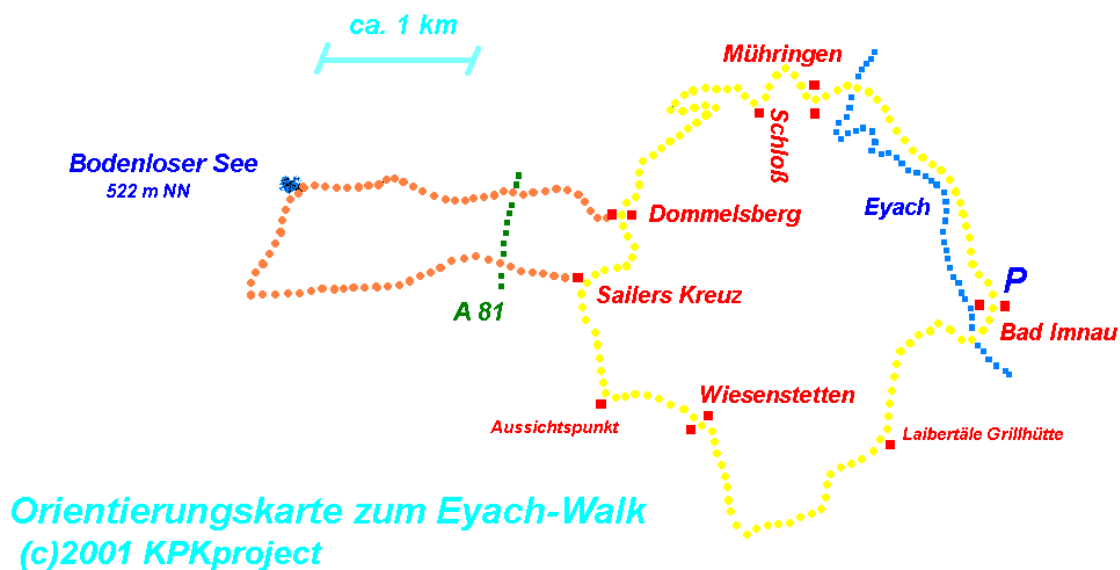 ca. 1 km
Mühringen
Schloß
Bodenloser See
522 m NN
Eyach
Dommelsberg
P
Sailers Kreuz
A 81
Bad Imnau
Wiesenstetten
Aussichtspunkt
Laibertäle Grillhütte
Orientierungskarte zum Eyach-Walk
(c)2001 KPKproject